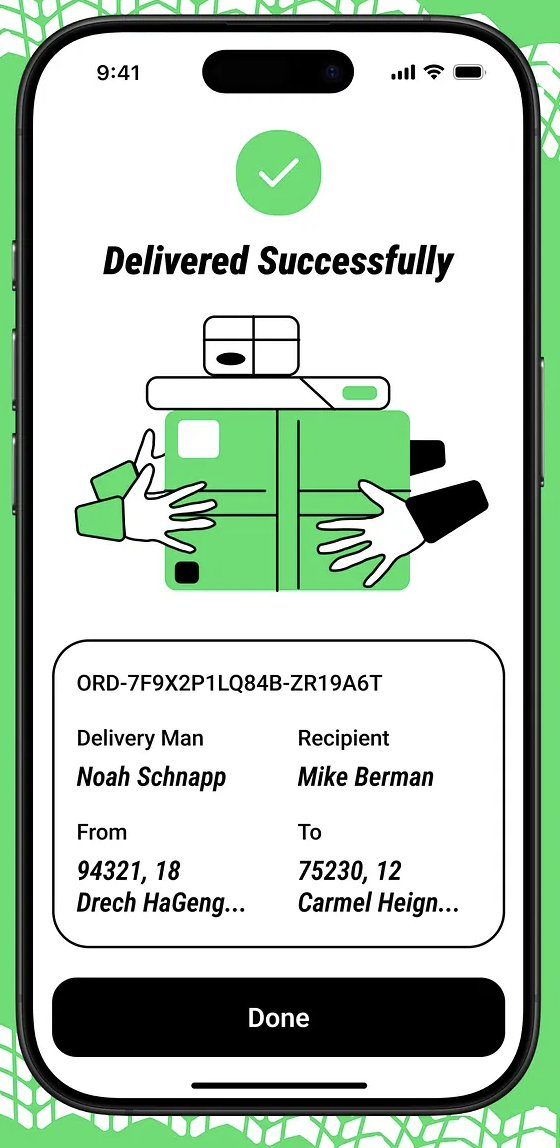 9:41
Delivered Successfully
ORD-7F9X2P1LQ84B-ZR19A6T
Delivery Man
Recipient
Noah Schnapp
Mike Berman
From
To
94321, 18
75230, 12
Drech HaGeng...
Carmel Heign...
Done